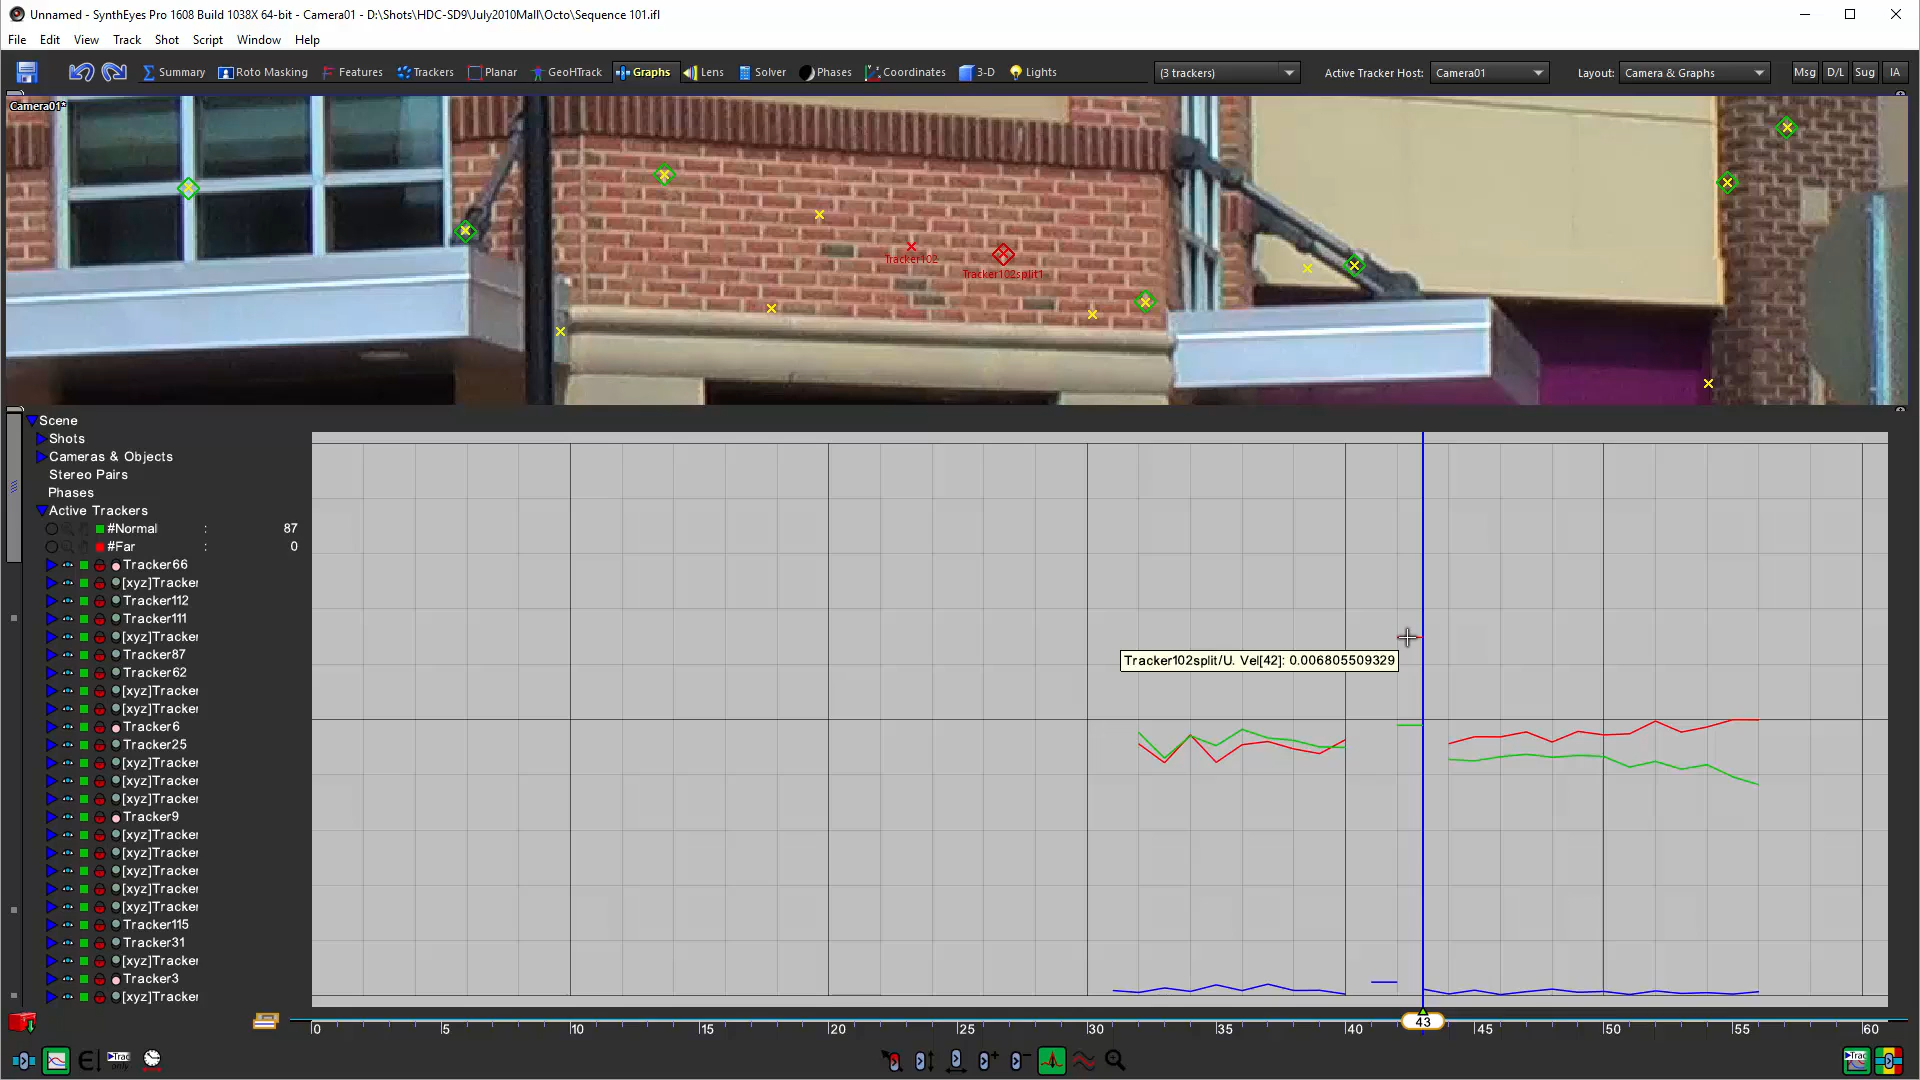 Unnamed - SynthEyes Pro 1608 Build 1038X 64-bit - Camera01 - D:\Shots\HDC-SD9\July2010Mall\Octo\Sequence 101.ifl
File Edit View Track Shot Script Window Help
Summary Roto Masking Features Trackers Planar GeoHTrack Graphs Lens Solver Phases Coordinates 3-D Lights (3 trackers) Active Tracker Host: Camera01 Layout: Camera & Graphs Msg D/L Sug IA
Camera01*
Tracker102
Tracker102split1
Scene
Shots
Cameras & Objects
Stereo Pairs
Phases
Active Trackers
#Normal : 87
#Far : 0
Tracker66
[xyz]Tracker
Tracker112
Tracker111
[xyz]Tracker
Tracker87
Tracker62
[xyz]Tracker
[xyz]Tracker
Tracker6
Tracker25
[xyz]Tracker
[xyz]Tracker
[xyz]Tracker
Tracker9
[xyz]Tracker
[xyz]Tracker
[xyz]Tracker
[xyz]Tracker
[xyz]Tracker
Tracker115
Tracker31
[xyz]Tracker
Tracker3
[xyz]Tracker
Tracker102split/U. Vel[42]: 0.006805509329
0 5 10 15 20 25 30 35 40 43 45 50 55 60
Trac only
Trac